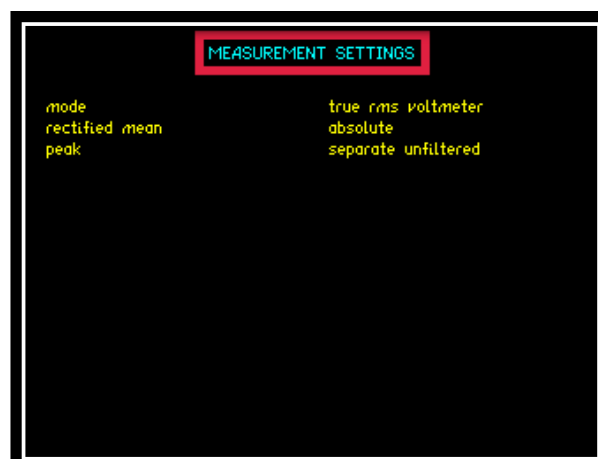 MEASUREMENT SETTINGS
mode true rms voltmeter
rectified mean absolute
peak separate unfiltered